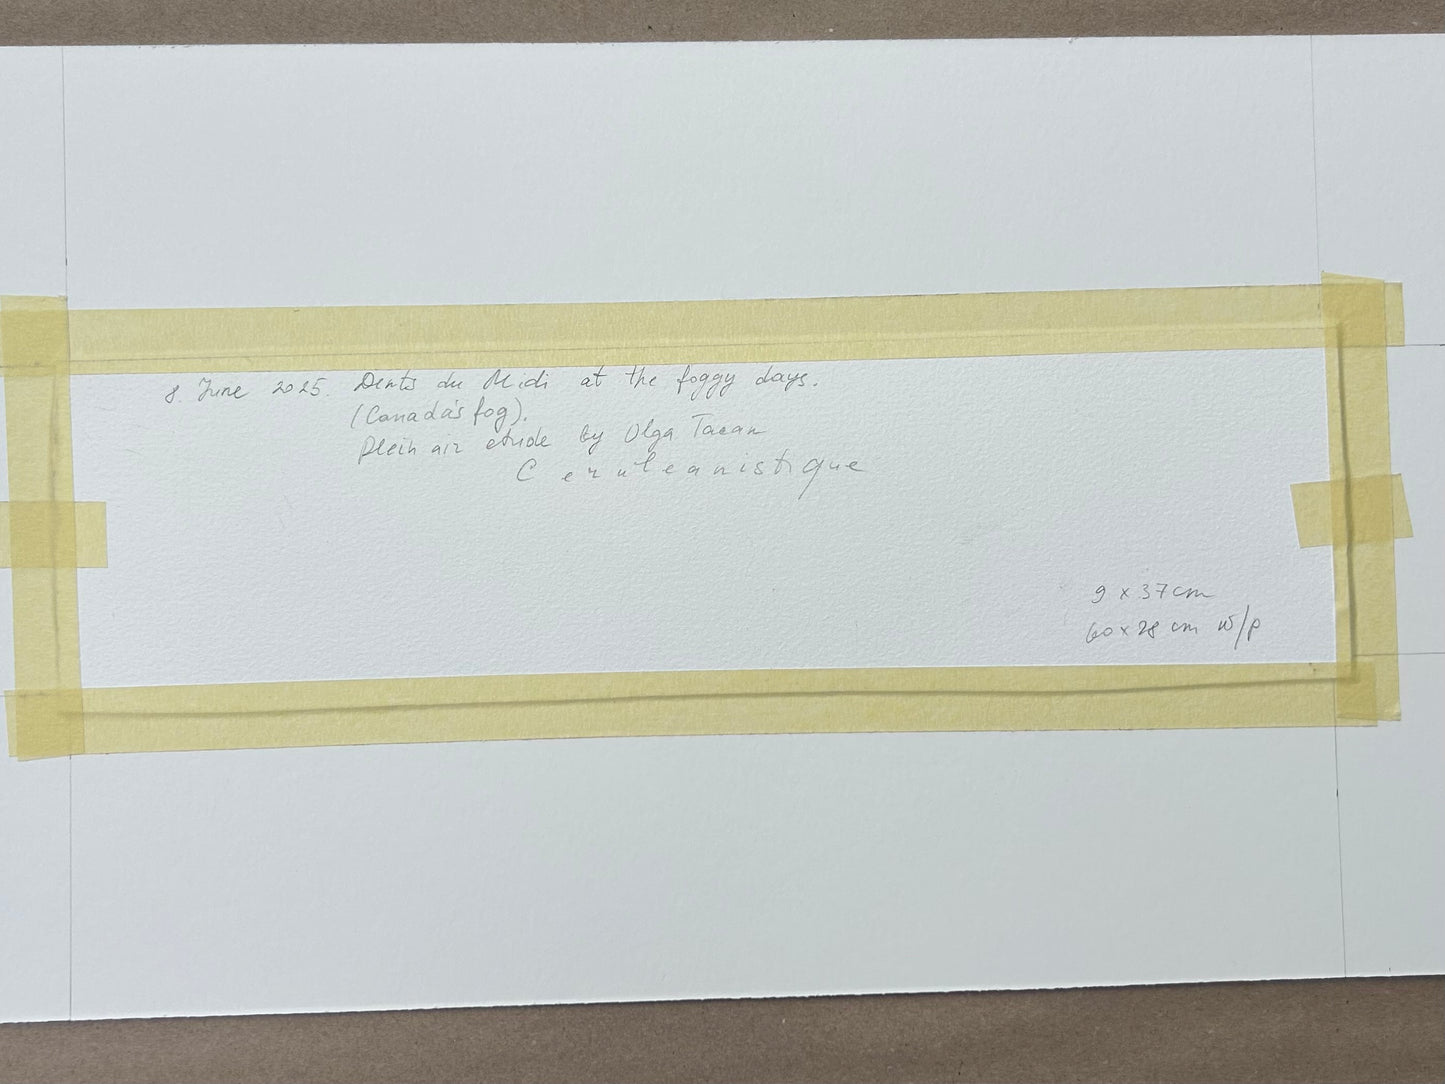 8. June 2025. Dents du Midi at the foggy days.
(Canada's fog).
Plein air etude by Olga Tacan
Ceruleanistique
9 x 37 cm
60 x 28 cm w/p